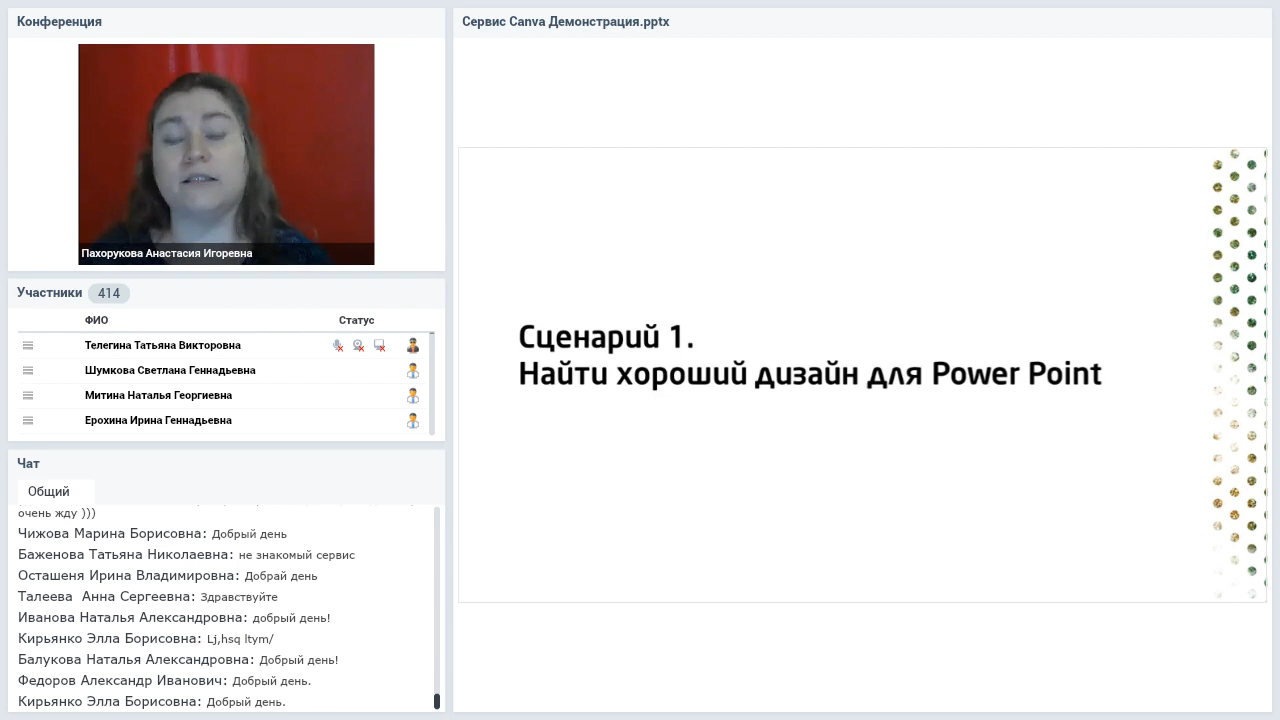 Конференция
Пахорукова Анастасия Игоревна
Участники 414
ФИО Статус
Телегина Татьяна Викторовна
Шумкова Светлана Геннадьевна
Митина Наталья Георгиевна
Ерохина Ирина Геннадьевна
Чат
Общий
очень жду )))
Чижова Марина Борисовна: Добрый день
Баженова Татьяна Николаевна: не знакомый сервис
Осташеня Ирина Владимировна: Добрай день
Талеева  Анна Сергеевна: Здравствуйте
Иванова Наталья Александровна: добрый день!
Кирьянко Элла Борисовна: Lj,hsq ltym/
Балукова Наталья Александровна: Добрый день!
Федоров Александр Иванович: Добрый день.
Кирьянко Элла Борисовна: Добрый день.
Сервис Canva Демонстрация.pptx
Сценарий 1.
Найти хороший дизайн для Power Point